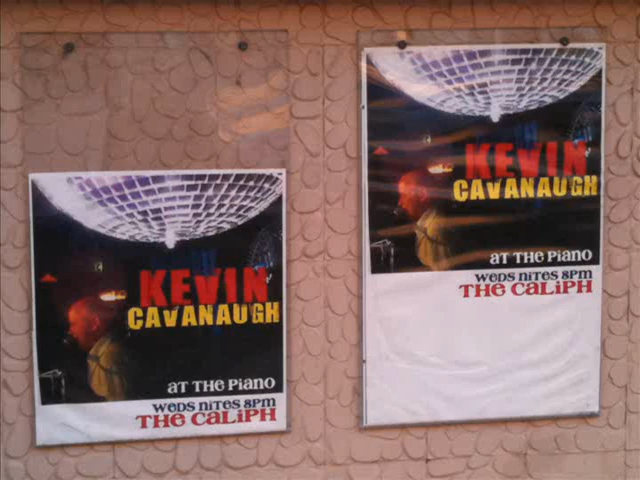 KEVIN
CAVANAUGH
AT THE PIANO
WEDS NITES 8PM
THE CALIPH
KEVIN
CAVANAUGH
AT THE PIANO
WEDS NITES 8PM
THE CALIPH